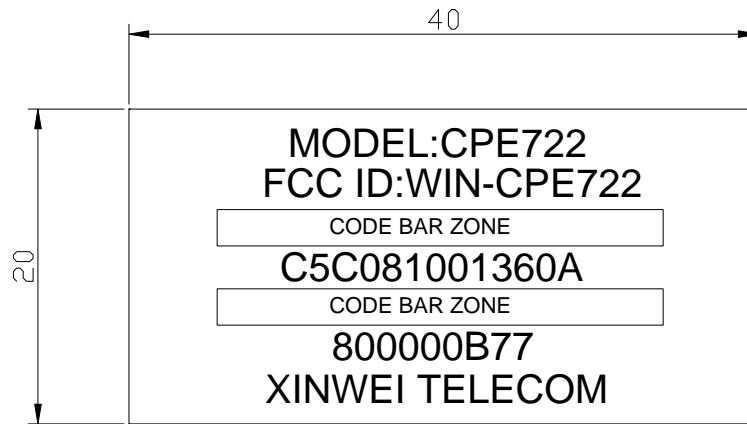 40
20
MODEL:CPE722
FCC ID:WIN-CPE722
CODE BAR ZONE
C5C081001360A
CODE BAR ZONE
800000B77
XINWEI TELECOM